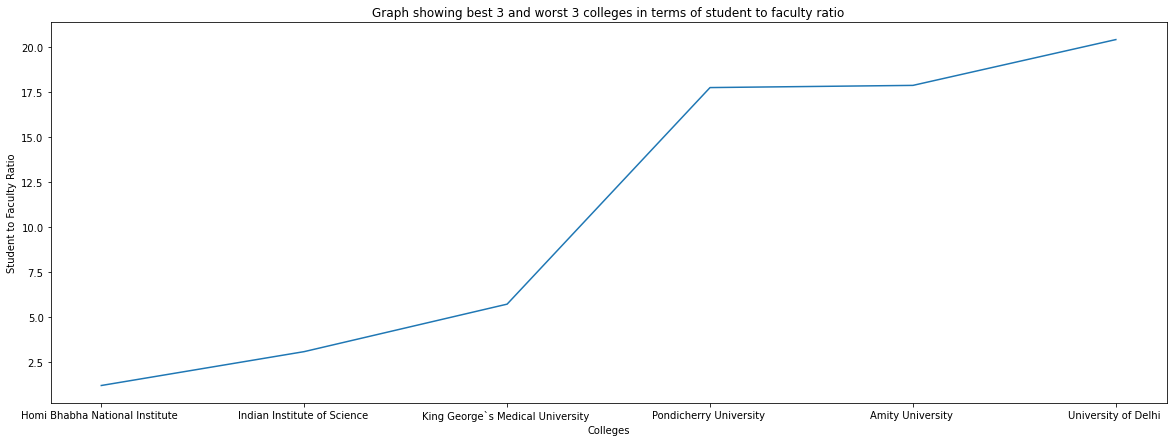 Graph showing best 3 and worst 3 colleges in terms of student to faculty ratio
Student to Faculty Ratio
20.0
17.5
15.0
12.5
10.0
7.5
5.0
2.5
Homi Bhabha National Institute
Indian Institute of Science
King George`s Medical University
Pondicherry University
Amity University
University of Delhi
Colleges